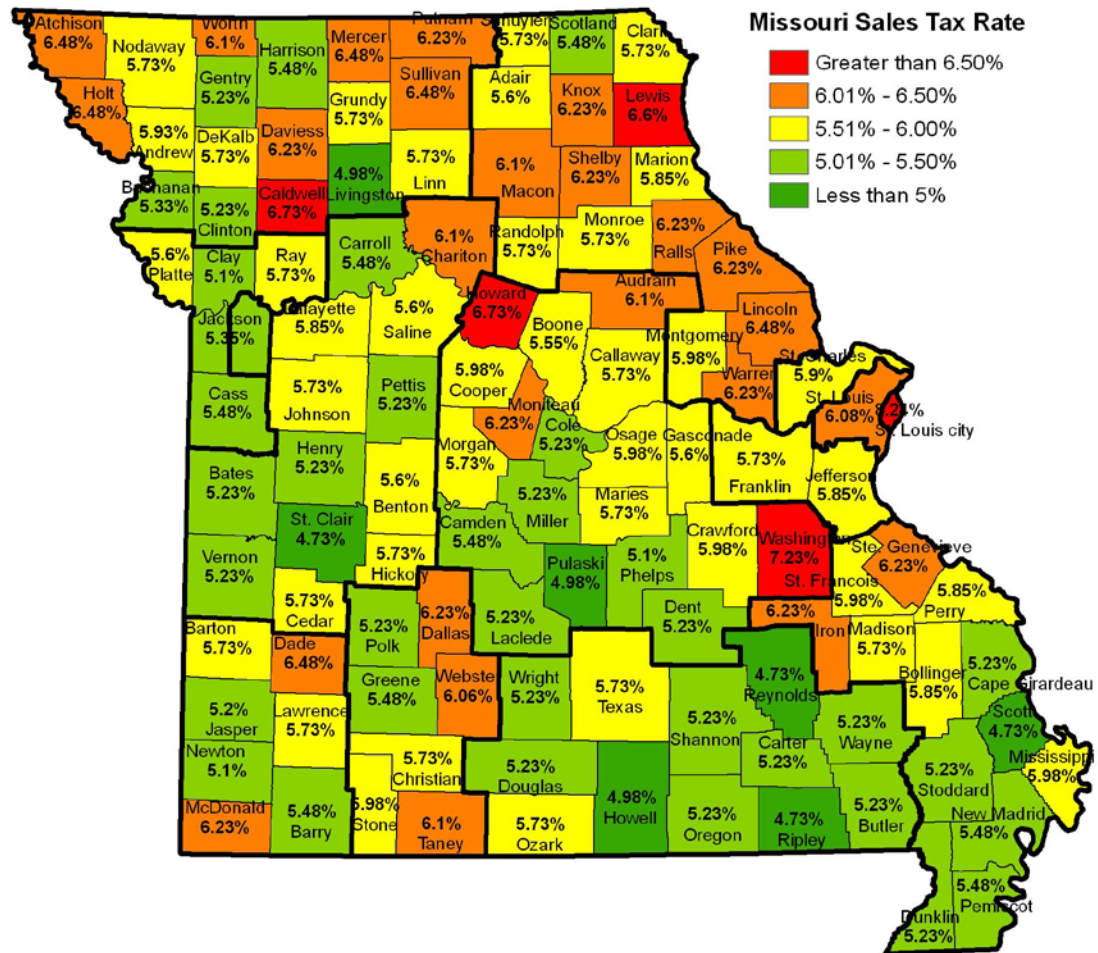 Missouri Sales Tax Rate
Greater than 6.50%
6.01% - 6.50%
5.51% - 6.00%
5.01% - 5.50%
Less than 5%
Atchison
6.48%
Nodaway
5.73%
Worth
6.1%
Harrison
5.48%
Mercer
6.48%
Putnam
6.23%
Schuyler
5.73%
Scotland
5.48%
Clark
5.73%
Holt
6.48%
Gentry
5.23%
Grundy
5.73%
Sullivan
6.48%
Adair
5.6%
Knox
6.23%
Lewis
6.6%
5.93%
Andrew
DeKalb
5.73%
Daviess
6.23%
4.98%
Livingston
5.73%
Linn
6.1%
Macon
Shelby
6.23%
Marion
5.85%
Buchanan
5.33%
5.23%
Clinton
Caldwell
6.73%
Carroll
5.48%
6.1%
Chariton
Randolph
5.73%
Monroe
5.73%
6.23%
Ralls
Pike
6.23%
5.6%
Platte
Clay
5.1%
Ray
5.73%
Jackson
5.35%
Lafayette
5.85%
5.6%
Saline
Howard
6.73%
Boone
5.55%
Audrain
6.1%
Callaway
5.73%
Montgomery
5.98%
Lincoln
6.48%
Warren
6.23%
St. Charles
5.9%
St. Louis
6.08%
St. Louis city
Cass
5.48%
5.73%
Johnson
Pettis
5.23%
5.98%
Cooper
Moniteau
6.23%
Cole
5.23%
Osage
5.98%
Gasconade
5.6%
5.73%
Franklin
Jefferson
5.85%
Bates
5.23%
Henry
5.23%
5.6%
Benton
Morgan
5.73%
5.23%
Miller
Maries
5.73%
St. Clair
4.73%
Camden
5.48%
Crawford
5.98%
Washington
7.23%
Ste. Genevieve
6.23%
Vernon
5.23%
5.73%
Hickory
Pulaski
4.98%
5.1%
Phelps
St. Francois
5.98%
5.85%
Perry
5.73%
Cedar
5.23%
Polk
6.23%
Dallas
5.23%
Laclede
Dent
5.23%
6.23%
Iron
Madison
5.73%
Bollinger
5.85%
5.23%
Cape Girardeau
Barton
5.73%
Dade
6.48%
Greene
5.48%
Webste
6.06%
Wright
5.23%
5.73%
Texas
4.73%
Reynolds
Scott
4.73%
5.2%
Jasper
Lawrence
5.73%
5.23%
Shannon
Carter
5.23%
5.23%
Wayne
Mississippi
5.98%
Newton
5.1%
5.73%
Christian
5.23%
Douglas
5.23%
Stoddard
McDonald
6.23%
5.48%
Barry
5.98%
Stone
6.1%
Taney
5.73%
Ozark
4.98%
Howell
5.23%
Oregon
4.73%
Ripley
5.23%
Butler
New Madrid
5.48%
5.48%
Pemiscot
Dunklin
5.23%